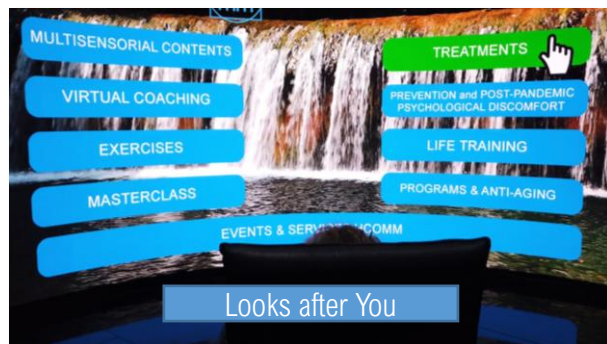 MULTISENSORIAL CONTENTS
VIRTUAL COACHING
EXERCISES
MASTERCLASS
TREATMENTS
PREVENTION and POST-PANDEMIC
PSYCHOLOGICAL DISCOMFORT
LIFE TRAINING
PROGRAMS & ANTI-AGING
EVENTS &
Looks after You